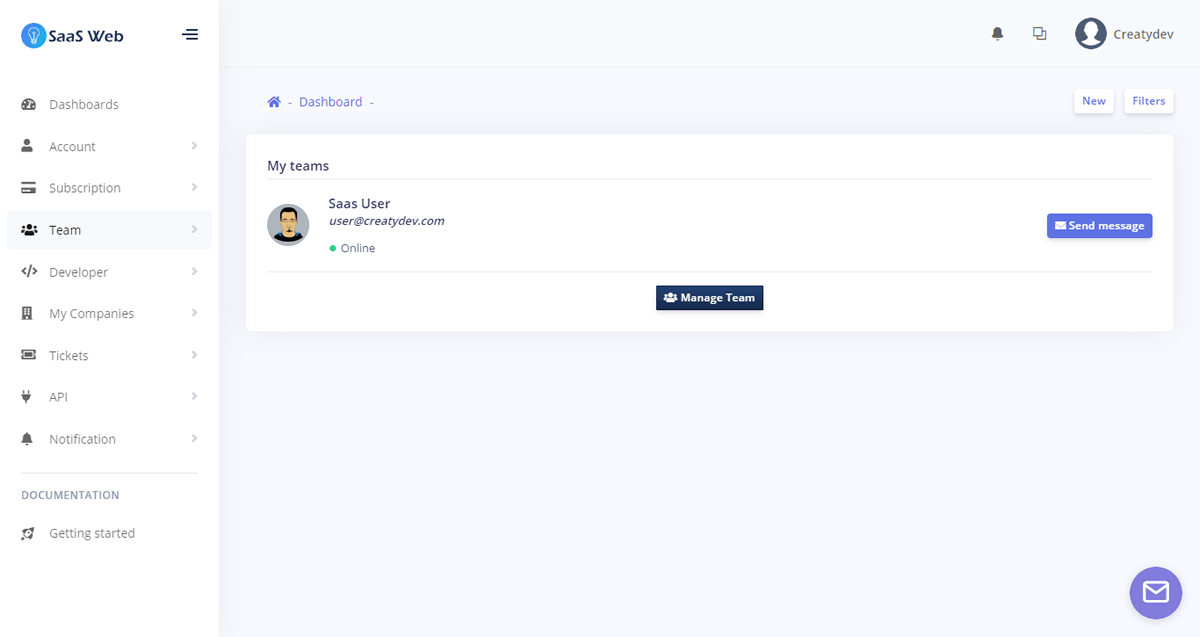 SaaS Web
Creatydev
Dashboards
Account
Subscription
Team
Developer
My Companies
Tickets
API
Notification
DOCUMENTATION
Getting started
- Dashboard -
New
Filters
My teams
Saas User
user@creatydev.com
Online
Send message
Manage Team